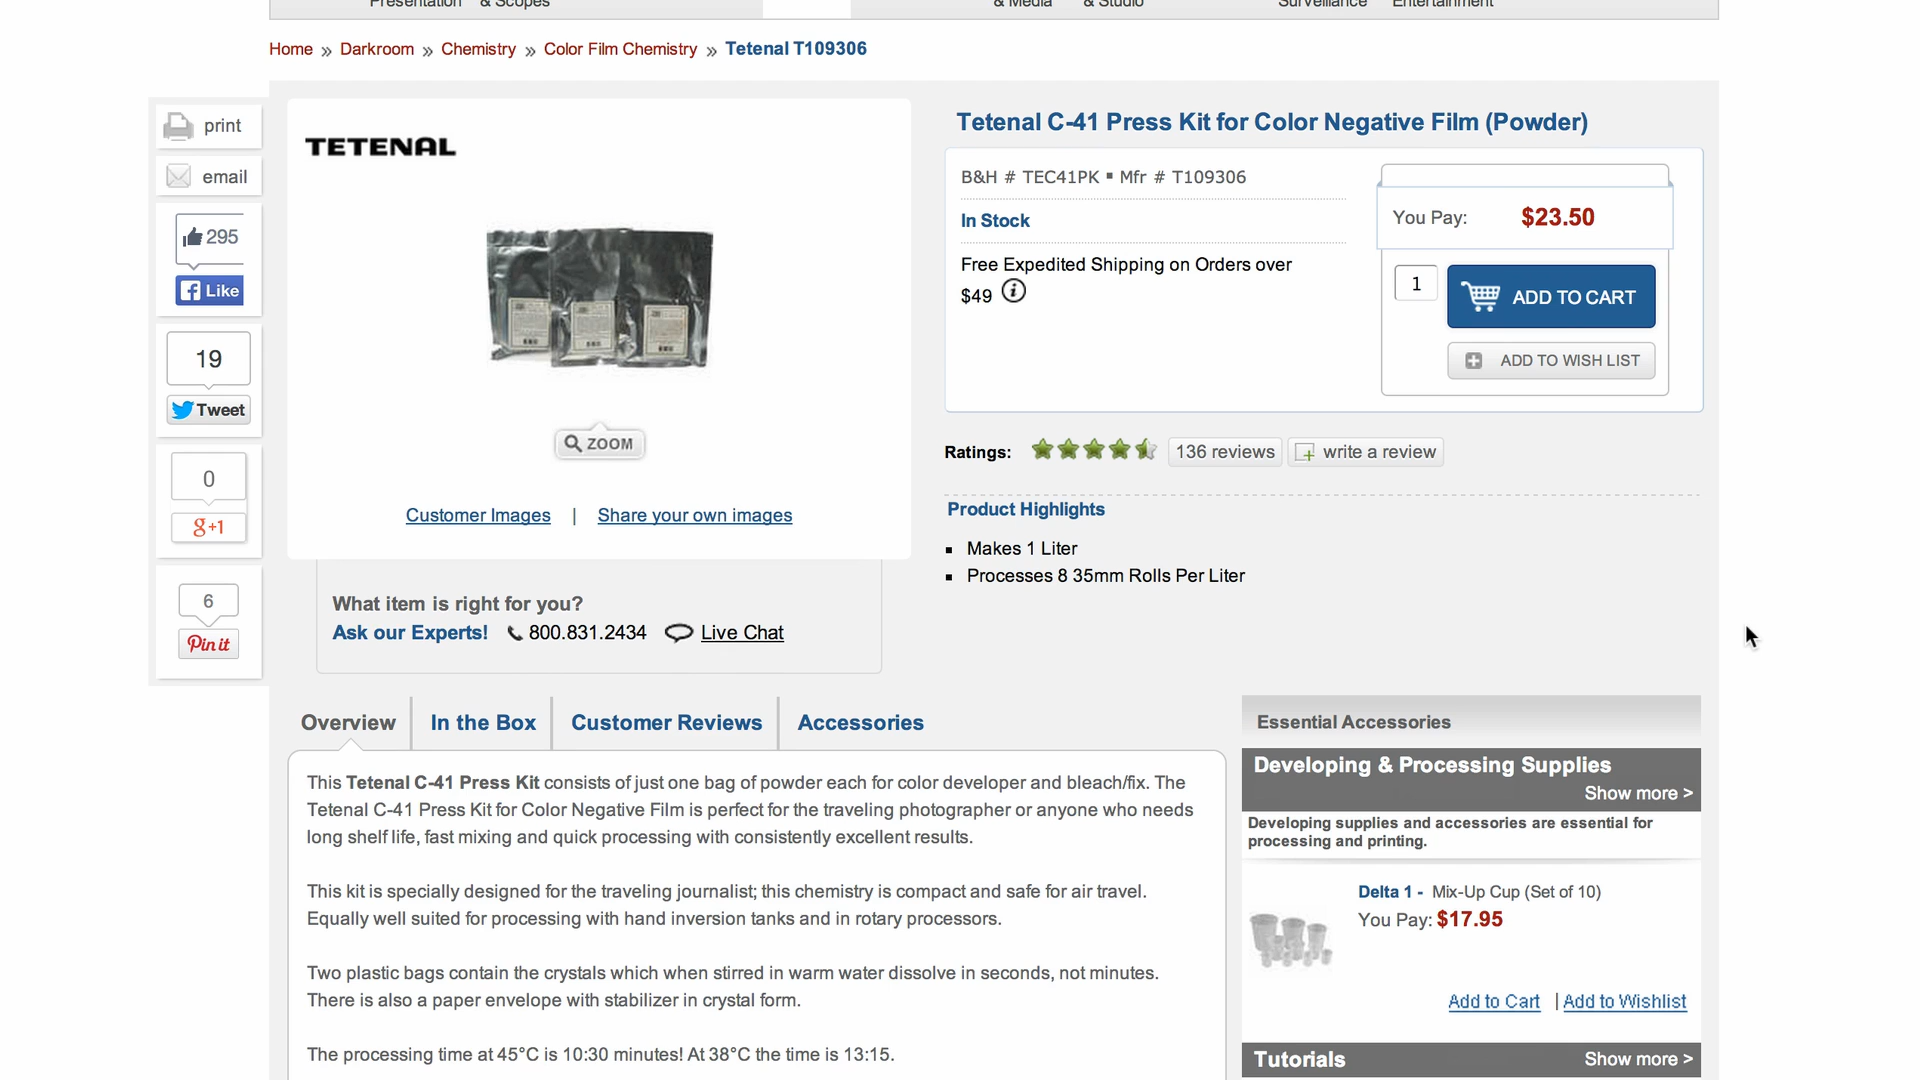 Presentation & Scopes & Media & Studio Surveillance Entertainment
Home » Darkroom » Chemistry » Color Film Chemistry » Tetenal T109306
print
email
295
Like
19
Tweet
0
g+1
6
Pin it
TETENAL
ZOOM
Customer Images | Share your own images
What item is right for you?
Ask our Experts! 800.831.2434 Live Chat
Tetenal C-41 Press Kit for Color Negative Film (Powder)
B&H # TEC41PK ▪ Mfr # T109306
In Stock
Free Expedited Shipping on Orders over
$49
You Pay: $23.50
1 ADD TO CART
ADD TO WISH LIST
Ratings: 136 reviews write a review
Product Highlights
▪ Makes 1 Liter
▪ Processes 8 35mm Rolls Per Liter
Overview In the Box Customer Reviews Accessories
This Tetenal C-41 Press Kit consists of just one bag of powder each for color developer and bleach/fix. The
Tetenal C-41 Press Kit for Color Negative Film is perfect for the traveling photographer or anyone who needs
long shelf life, fast mixing and quick processing with consistently excellent results.
This kit is specially designed for the traveling journalist; this chemistry is compact and safe for air travel.
Equally well suited for processing with hand inversion tanks and in rotary processors.
Two plastic bags contain the crystals which when stirred in warm water dissolve in seconds, not minutes.
There is also a paper envelope with stabilizer in crystal form.
The processing time at 45°C is 10:30 minutes! At 38°C the time is 13:15.
Essential Accessories
Developing & Processing Supplies
Show more >
Developing supplies and accessories are essential for
processing and printing.
Delta 1 - Mix-Up Cup (Set of 10)
You Pay: $17.95
Add to Cart | Add to Wishlist
Tutorials Show more >